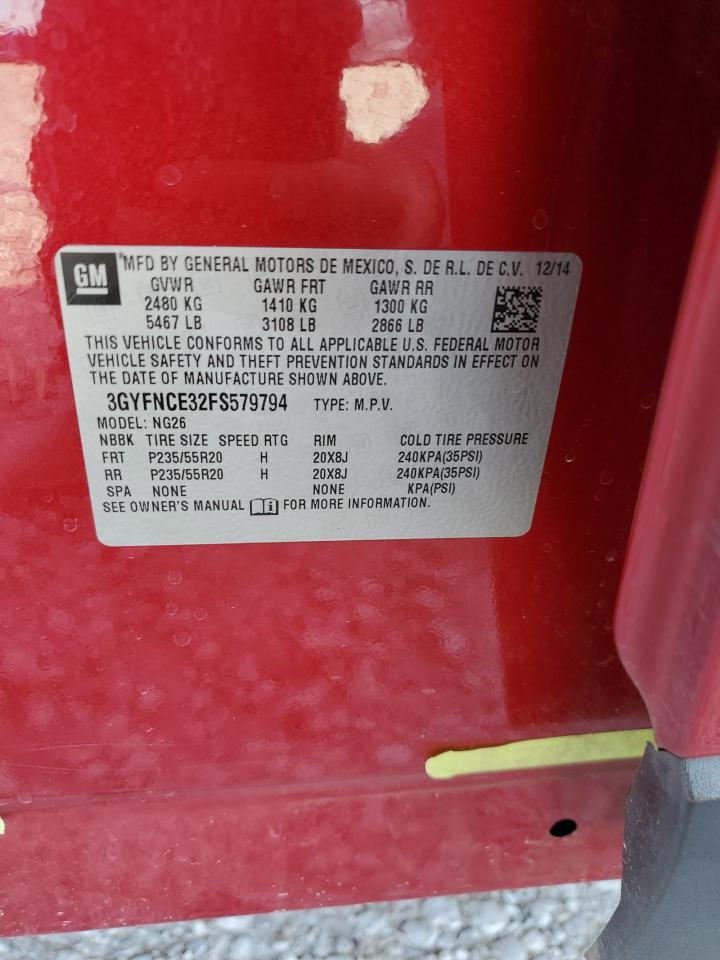 GM MFD BY GENERAL MOTORS DE MEXICO, S. DE R.L. DE C.V. 12/14
GVWR GAWR FRT GAWR RR
2480 KG 1410 KG 1300 KG
5467 LB 3108 LB 2866 LB
THIS VEHICLE CONFORMS TO ALL APPLICABLE U.S. FEDERAL MOTOR
VEHICLE SAFETY AND THEFT PREVENTION STANDARDS IN EFFECT ON
THE DATE OF MANUFACTURE SHOWN ABOVE.
3GYFNCE32FS579794 TYPE: M.P.V.
MODEL: NG26
NBBK TIRE SIZE SPEED RTG RIM COLD TIRE PRESSURE
FRT P235/55R20 H 20X8J 240KPA(35PSI)
RR P235/55R20 H 20X8J 240KPA(35PSI)
SPA NONE NONE KPA(PSI)
SEE OWNER'S MANUAL FOR MORE INFORMATION.